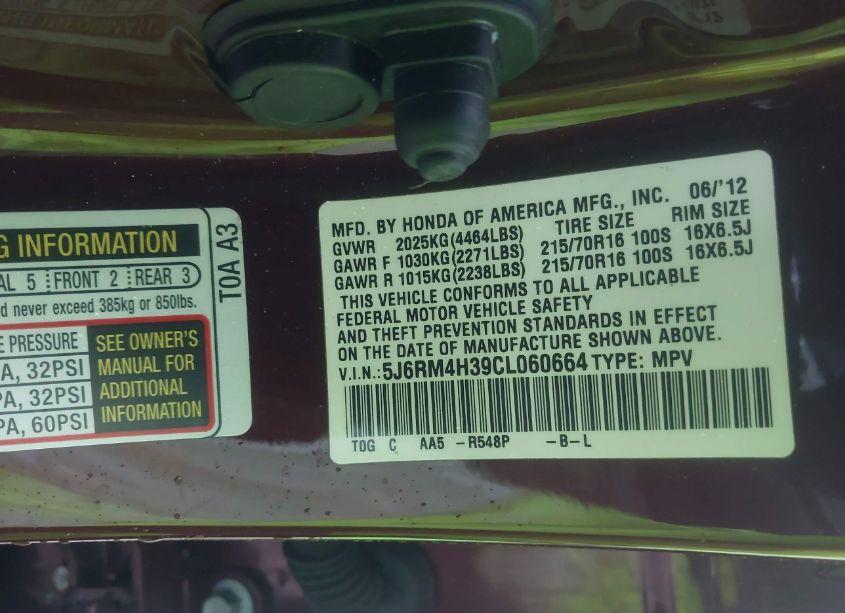 G INFORMATION
AL 5 FRONT 2 REAR 3
d never exceed 385kg or 850lbs.
E PRESSURE
A, 32PSI
PA, 32PSI
PA, 60PSI
SEE OWNER'S
MANUAL FOR
ADDITIONAL
INFORMATION
T0A A3
MFD. BY HONDA OF AMERICA MFG., INC. 06/'12
GVWR 2025KG(4464LBS) TIRE SIZE RIM SIZE
GAWR F 1030KG(2271LBS) 215/70R16 100S 16X6.5J
GAWR R 1015KG(2238LBS) 215/70R16 100S 16X6.5J
THIS VEHICLE CONFORMS TO ALL APPLICABLE
FEDERAL MOTOR VEHICLE SAFETY
AND THEFT PREVENTION STANDARDS IN EFFECT
ON THE DATE OF MANUFACTURE SHOWN ABOVE.
V.I.N.:5J6RM4H39CL060664 TYPE: MPV
T0G C AA5 -R548P -B-L